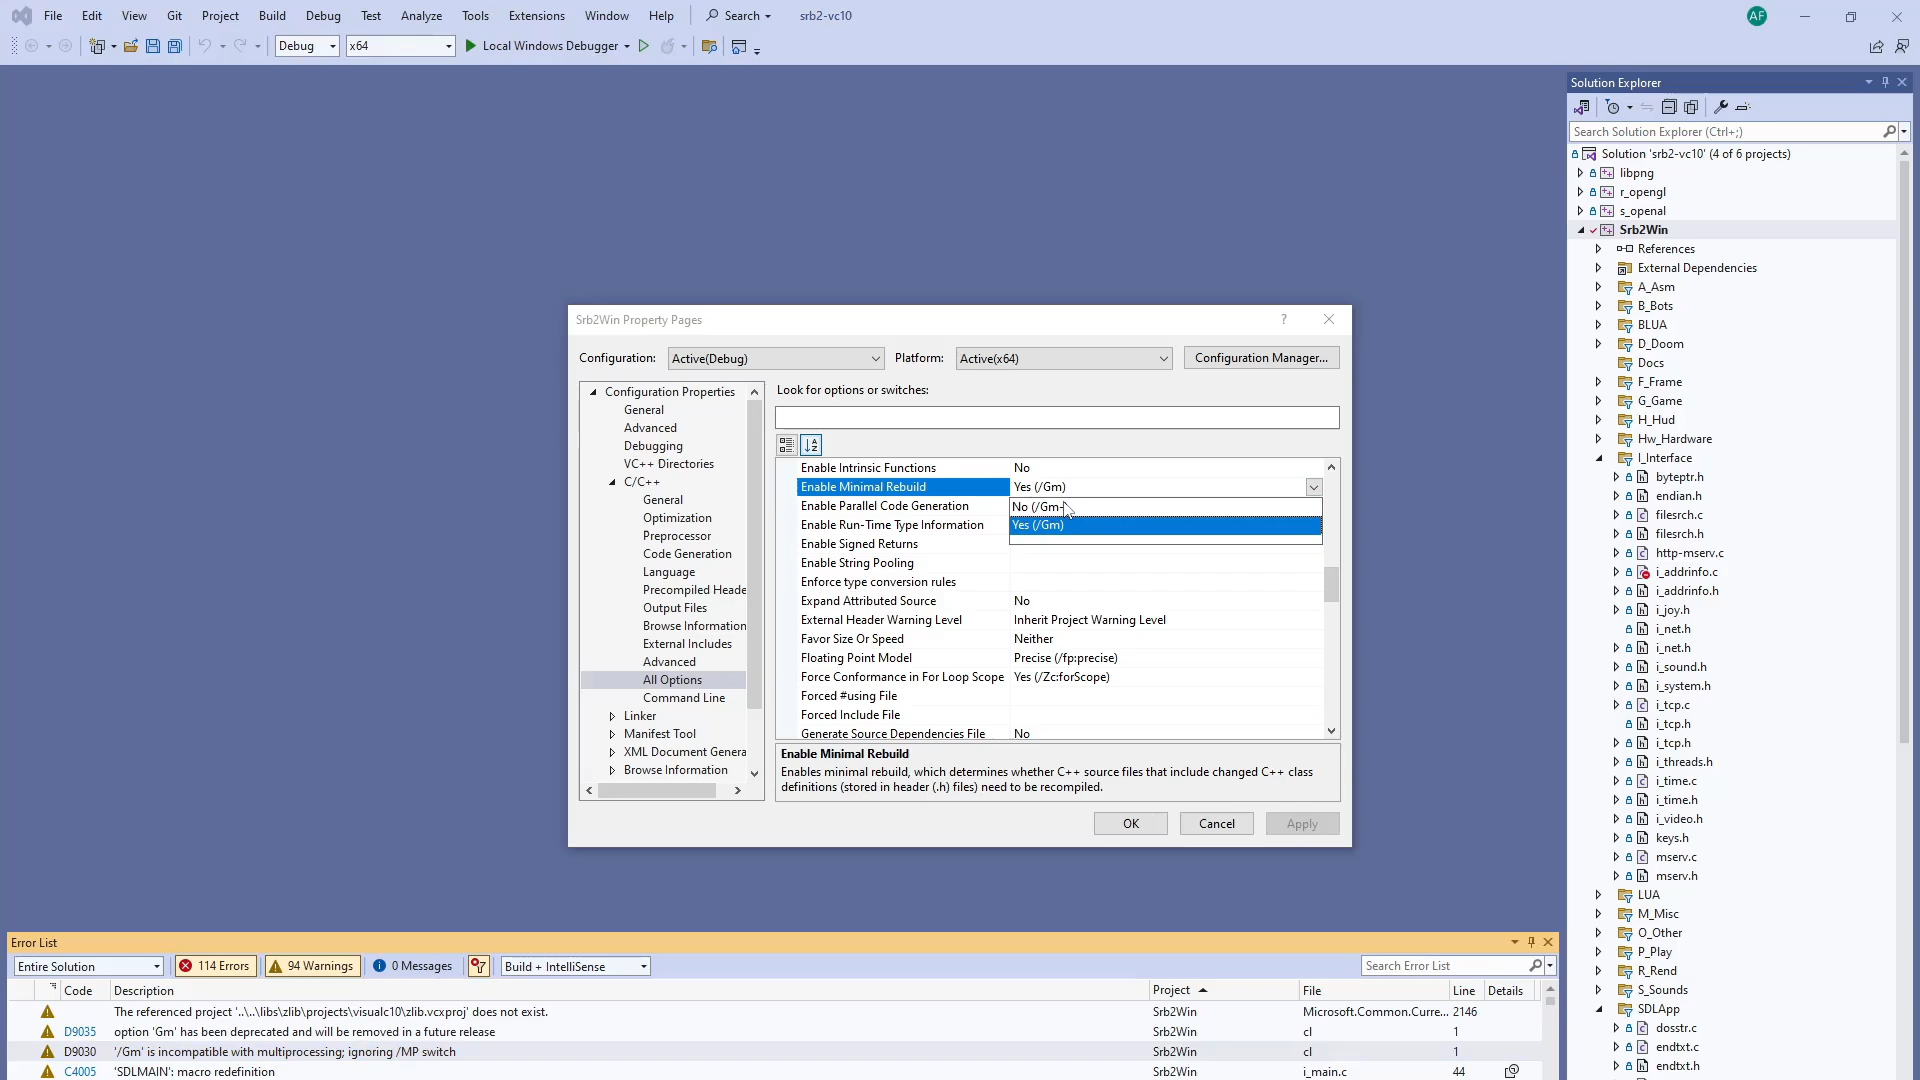 File Edit View Git Project Build Debug Test Analyze Tools Extensions Window Help Search srb2-vc10 AF
Debug x64 Local Windows Debugger
Solution Explorer
Search Solution Explorer (Ctrl+;)
Solution 'srb2-vc10' (4 of 6 projects)
libpng
r_opengl
s_openal
Srb2Win
References
External Dependencies
A_Asm
B_Bots
BLUA
D_Doom
Docs
F_Frame
G_Game
H_Hud
Hw_Hardware
I_Interface
byteptr.h
endian.h
filesrch.c
filesrch.h
http-mserv.c
i_addrinfo.c
i_addrinfo.h
i_joy.h
i_net.h
i_net.h
i_sound.h
i_system.h
i_tcp.c
i_tcp.h
i_tcp.h
i_threads.h
i_time.c
i_time.h
i_video.h
keys.h
mserv.c
mserv.h
LUA
M_Misc
O_Other
P_Play
R_Rend
S_Sounds
SDLApp
dosstr.c
endtxt.c
endtxt.h
Srb2Win Property Pages ?
Configuration: Active(Debug) Platform: Active(x64) Configuration Manager...
Configuration Properties
General
Advanced
Debugging
VC++ Directories
C/C++
General
Optimization
Preprocessor
Code Generation
Language
Precompiled Heade
Output Files
Browse Information
External Includes
Advanced
All Options
Command Line
Linker
Manifest Tool
XML Document Genera
Browse Information
Look for options or switches:
Enable Intrinsic Functions No
Enable Minimal Rebuild Yes (/Gm)
Enable Parallel Code Generation No (/Gm-
Enable Run-Time Type Information Yes (/Gm)
Enable Signed Returns
Enable String Pooling
Enforce type conversion rules
Expand Attributed Source No
External Header Warning Level Inherit Project Warning Level
Favor Size Or Speed Neither
Floating Point Model Precise (/fp:precise)
Force Conformance in For Loop Scope Yes (/Zc:forScope)
Forced #using File
Forced Include File
Generate Source Dependencies File No
Enable Minimal Rebuild
Enables minimal rebuild, which determines whether C++ source files that include changed C++ class
definitions (stored in header (.h) files) need to be recompiled.
OK Cancel Apply
Error List
Entire Solution 114 Errors 94 Warnings 0 Messages Build + IntelliSense Search Error List
Code Description Project File Line Details
The referenced project '..\..\libs\zlib\projects\visualc10\zlib.vcxproj' does not exist. Srb2Win Microsoft.Common.Curre... 2146
D9035 option 'Gm' has been deprecated and will be removed in a future release Srb2Win cl 1
D9030 '/Gm' is incompatible with multiprocessing; ignoring /MP switch Srb2Win cl 1
C4005 'SDLMAIN': macro redefinition Srb2Win i_main.c 44